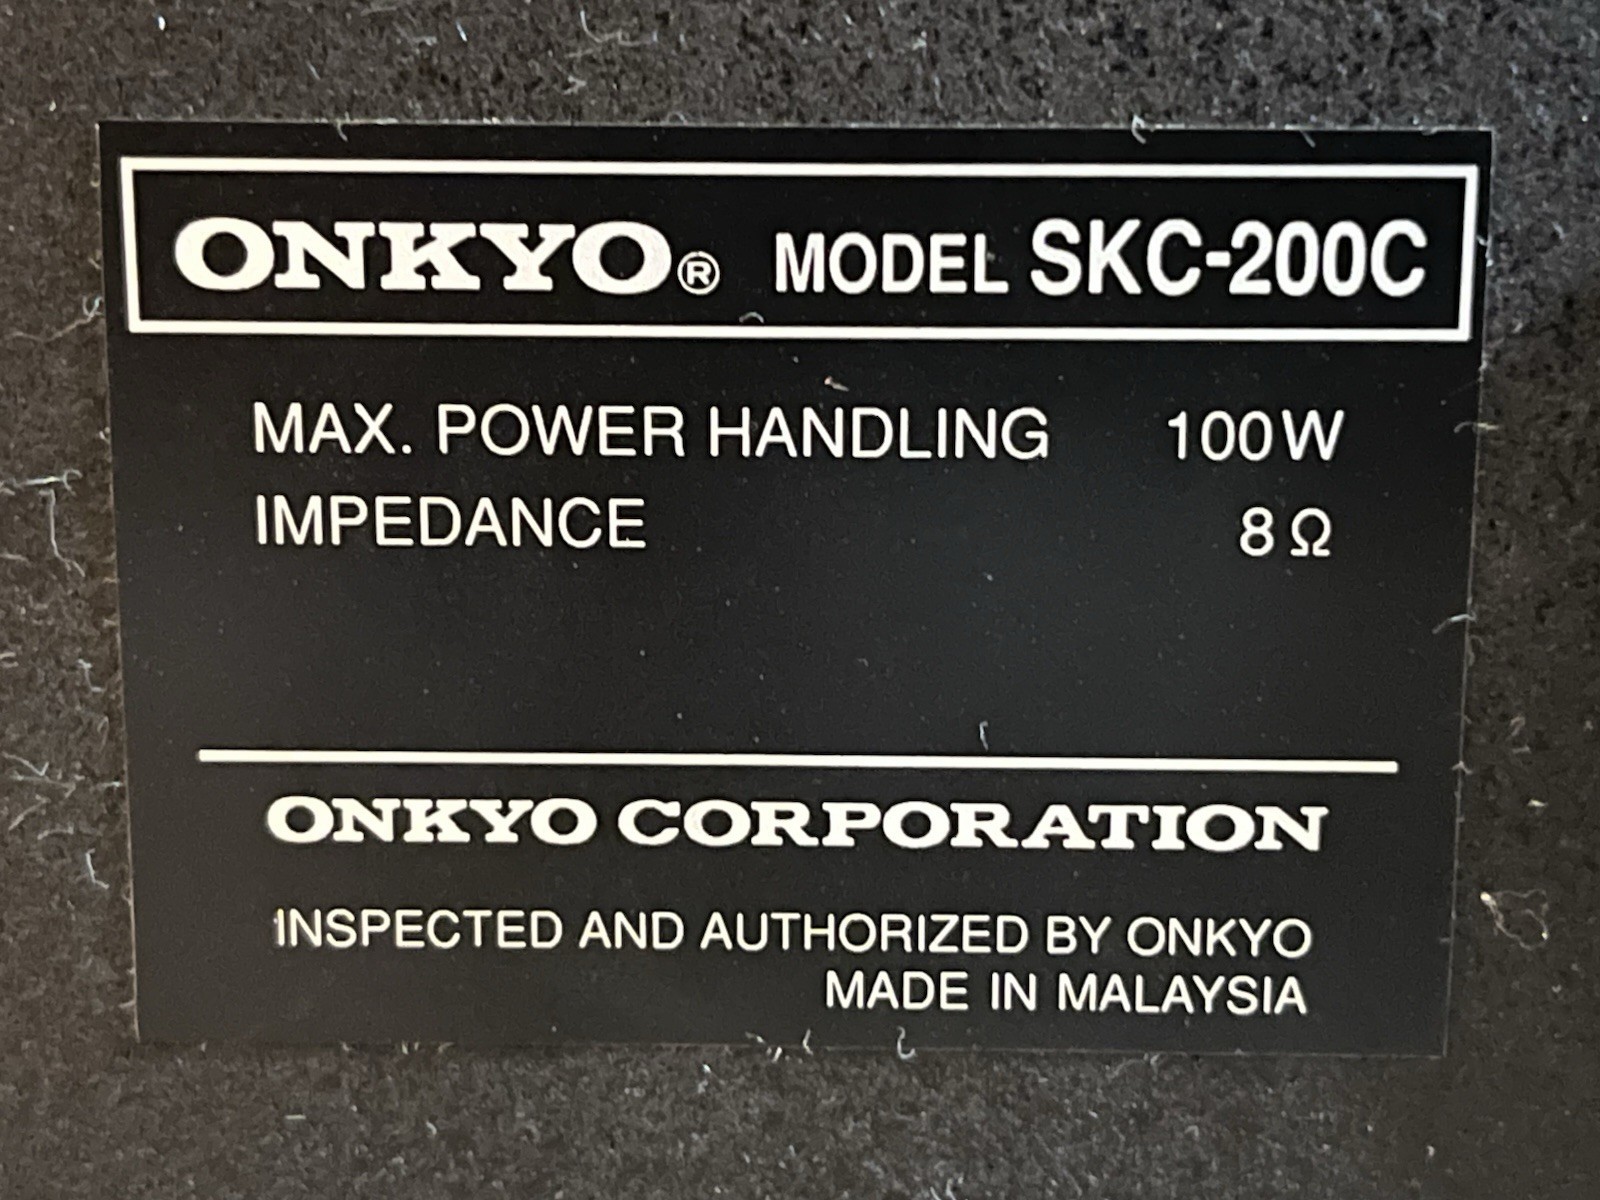 ONKYO® MODEL SKC-200C
MAX. POWER HANDLING 100W
IMPEDANCE 8Ω
ONKYO CORPORATION
INSPECTED AND AUTHORIZED BY ONKYO
MADE IN MALAYSIA